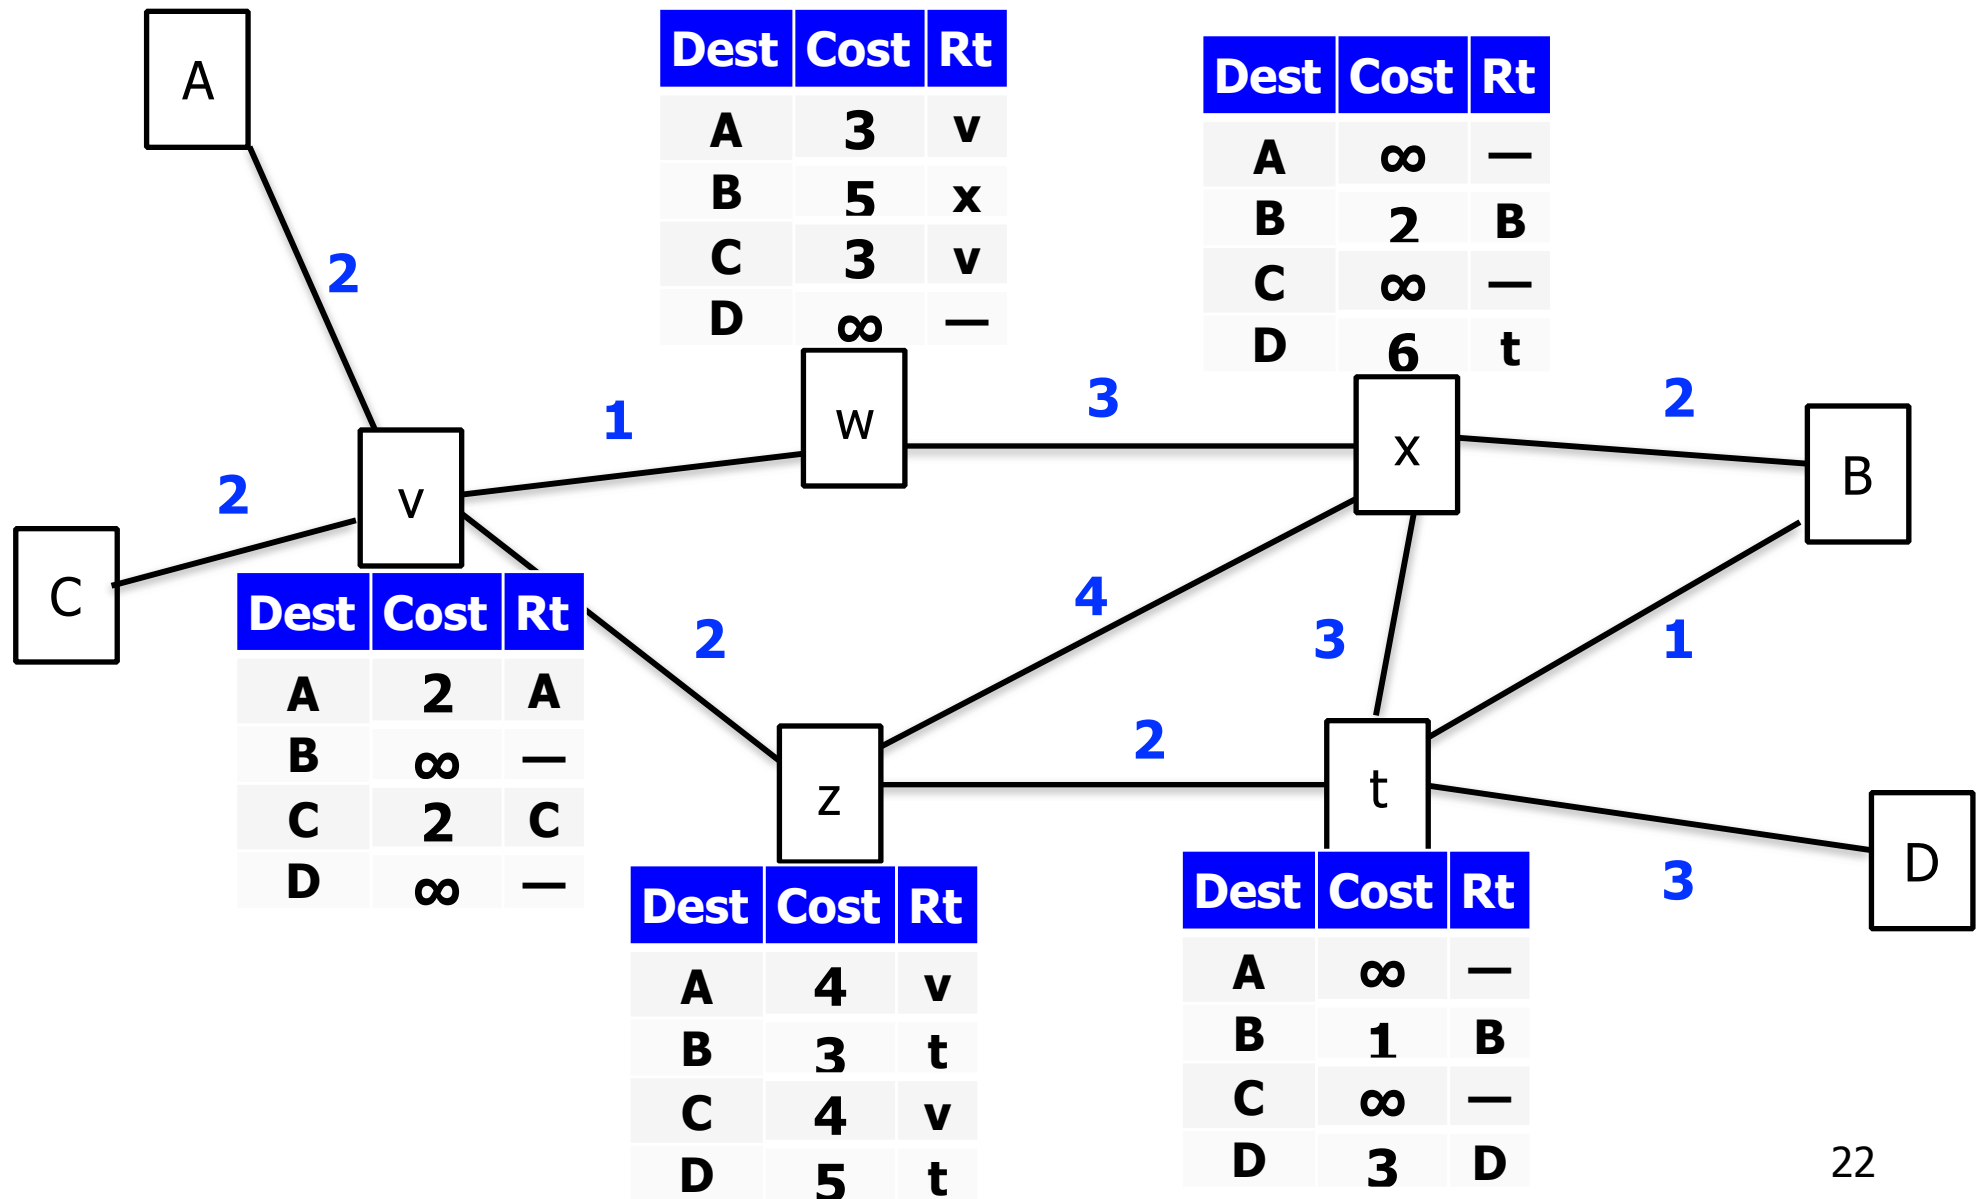 A
Dest Cost Rt
A 3 v
B 5 x
C 3 v
D ∞ —
Dest Cost Rt
A ∞ —
B 2 B
C ∞ —
D 6 t
2
1
w
3
x
2
B
2
v
C
Dest Cost Rt
A 2 A
B ∞ —
C 2 C
D ∞ —
2
4
3
1
z
2
t
D
3
Dest Cost Rt
A 4 v
B 3 t
C 4 v
D 5 t
Dest Cost Rt
A ∞ —
B 1 B
C ∞ —
D 3 D
22